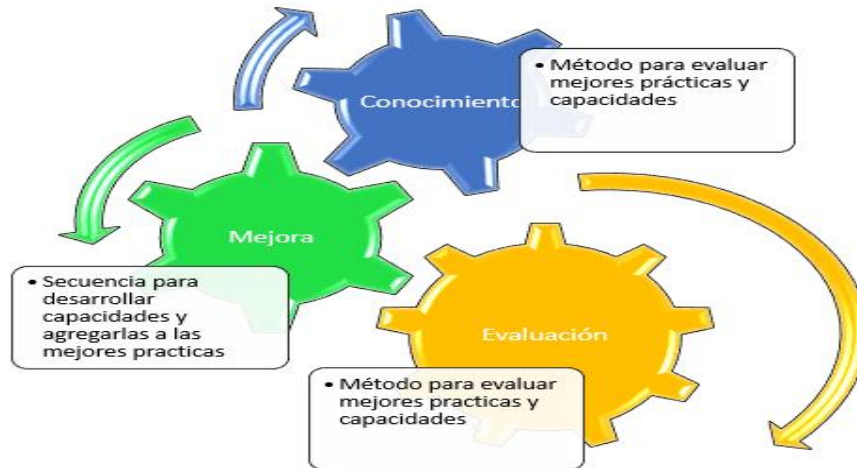 Conocimiento
• Método para evaluar
mejores prácticas y
capacidades
Mejora
• Secuencia para
desarrollar
capacidades y
agregarlas a las
mejores practicas
Evaluación
• Método para evaluar
mejores practicas y
capacidades